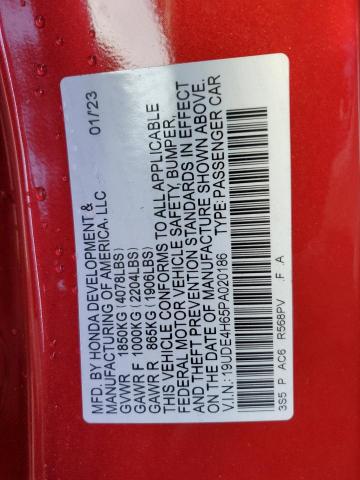 MFD. BY HONDA DEVELOPMENT &
MANUFACTURING OF AMERICA, LLC
01/23
GVWR 1850KG(4078LBS)
GAWR F 1000KG(2204LBS)
GAWR R 865KG(1906LBS)
THIS VEHICLE CONFORMS TO ALL APPLICABLE
FEDERAL MOTOR VEHICLE SAFETY, BUMPER,
AND THEFT PREVENTION STANDARDS IN EFFECT
ON THE DATE OF MANUFACTURE SHOWN ABOVE.
V.I.N.: 19UDE4H65PA020186 TYPE:PASSENGER CAR
3S5 P AC6 R568PV .F .A